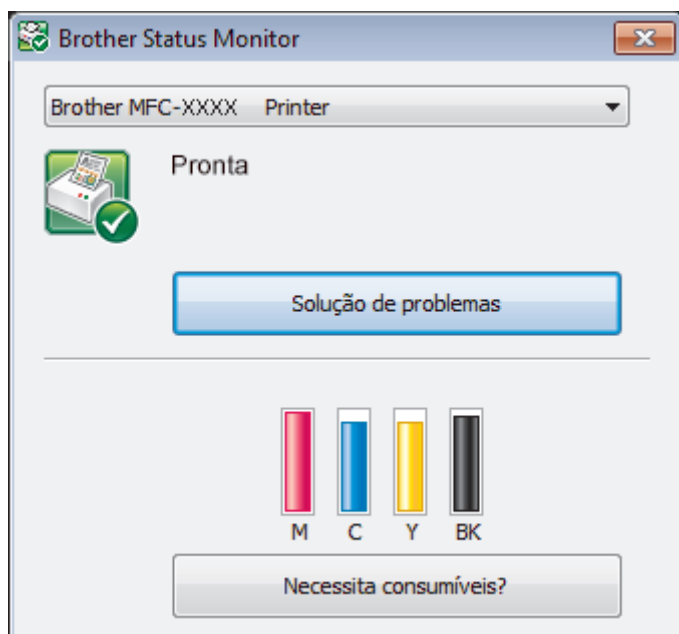 Brother Status Monitor
Brother MFC-XXXX Printer
Pronta
Solução de problemas
M C Y BK
Necessita consumíveis?